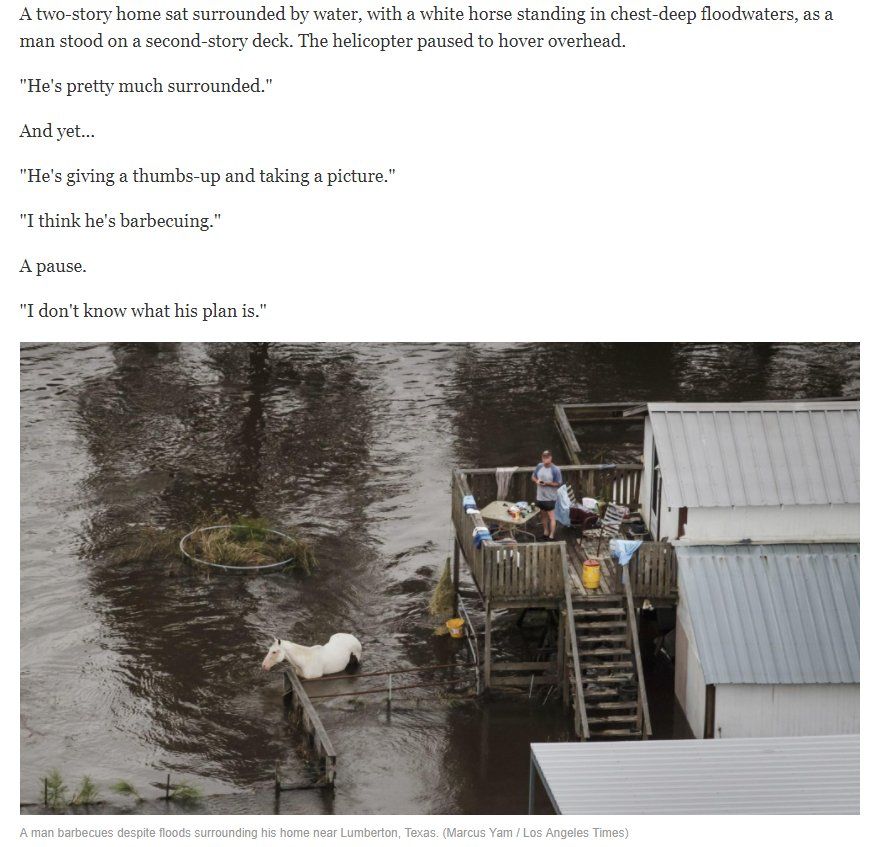 A two-story home sat surrounded by water, with a white horse standing in chest-deep floodwaters, as a
man stood on a second-story deck. The helicopter paused to hover overhead.
"He's pretty much surrounded."
And yet...
"He's giving a thumbs-up and taking a picture."
"I think he's barbecuing."
A pause.
"I don't know what his plan is."
A man barbecues despite floods surrounding his home near Lumberton, Texas. (Marcus Yam / Los Angeles Times)